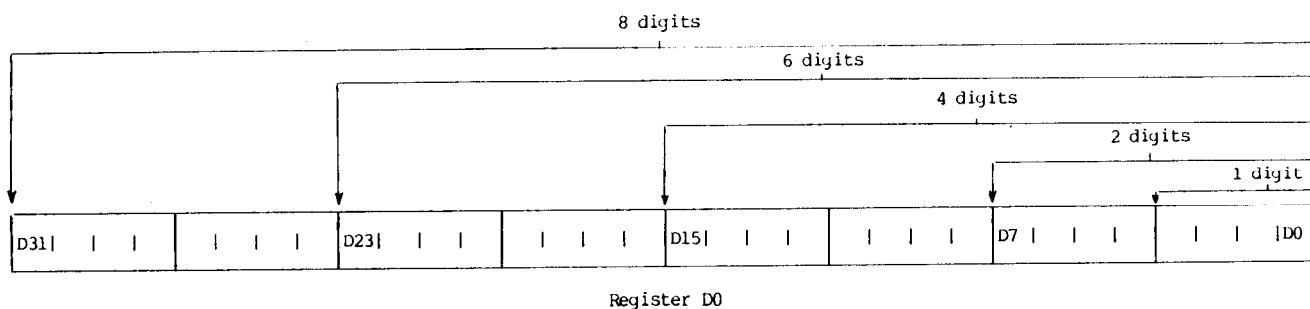 8 digits
6 digits
4 digits
2 digits
1 digit
D31 D23 D15 D7 D0
Register D0